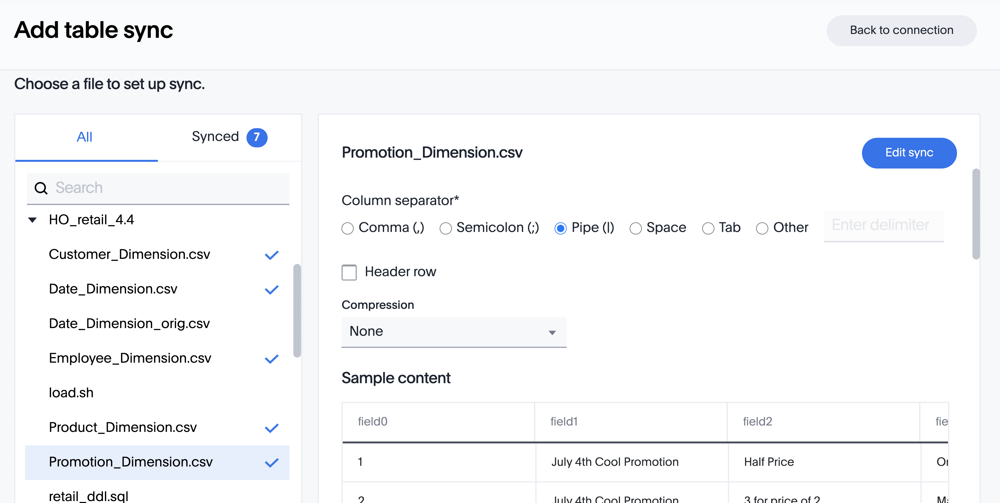 Add table sync
Back to connection
Choose a file to set up sync.
All
Synced 7
Search
HO_retail_4.4
Customer_Dimension.csv
Date_Dimension.csv
Date_Dimension_orig.csv
Employee_Dimension.csv
load.sh
Product_Dimension.csv
Promotion_Dimension.csv
retail_ddl.sql
Promotion_Dimension.csv
Edit sync
Column separator*
Comma (,) Semicolon (;) Pipe (|) Space Tab Other Enter delimiter
Header row
Compression
None
Sample content
field0 field1 field2
1 July 4th Cool Promotion Half Price
2 July 4th Cool Promotion 3 for price of 2